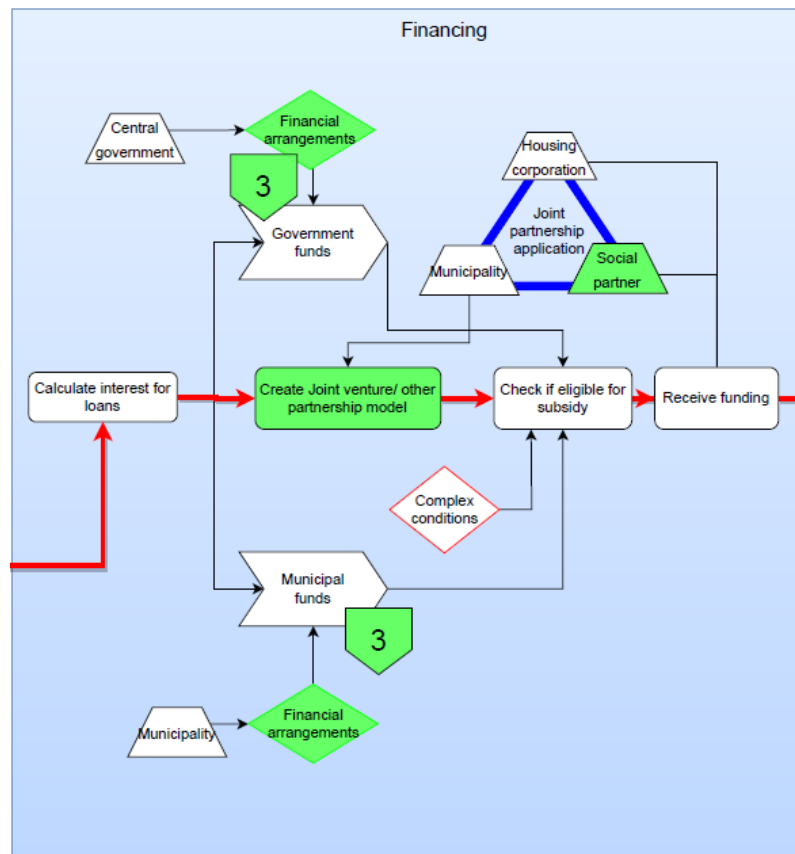 Financing
Central
government
Financial
arrangements
3
Government
funds
Housing
corporation
Joint
partnership
application
Municipality
Social
partner
Calculate interest for
loans
Create Joint venture/ other
partnership model
Check if eligible for
subsidy
Receive funding
Complex
conditions
Municipal
funds
3
Municipality
Financial
arrangements